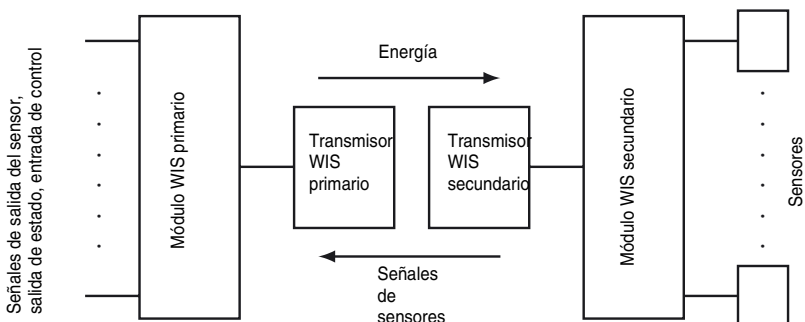 Señales de salida del sensor,
salida de estado, entrada de control
Módulo WIS primario
Energía
Transmisor
WIS
primario
Transmisor
WIS
secundario
Señales
de
sensores
Módulo WIS secundario
Sensores